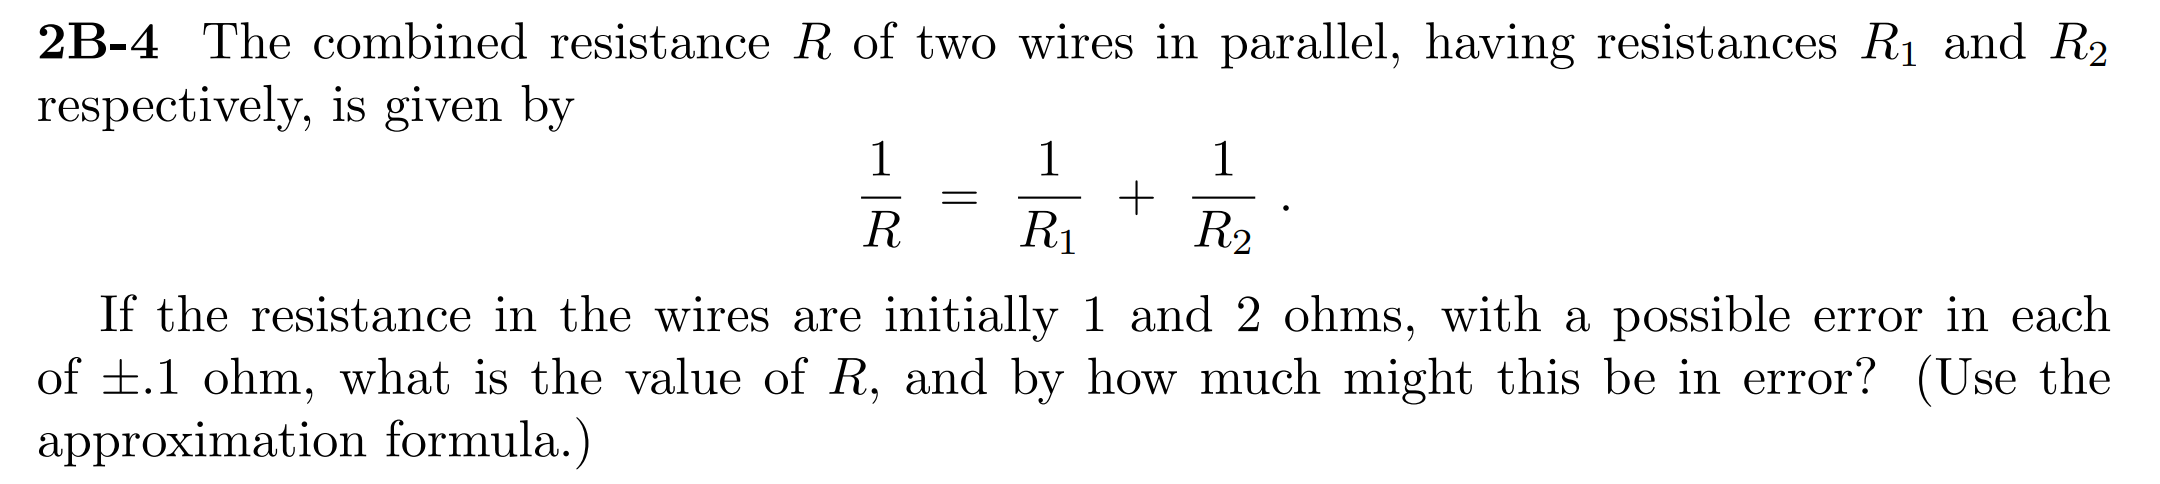 2B-4 The combined resistance R of two wires in parallel, having resistances R₁ and R₂
respectively, is given by
1/R = 1/R₁ + 1/R₂ .
If the resistance in the wires are initially 1 and 2 ohms, with a possible error in each
of ±.1 ohm, what is the value of R, and by how much might this be in error? (Use the
approximation formula.)